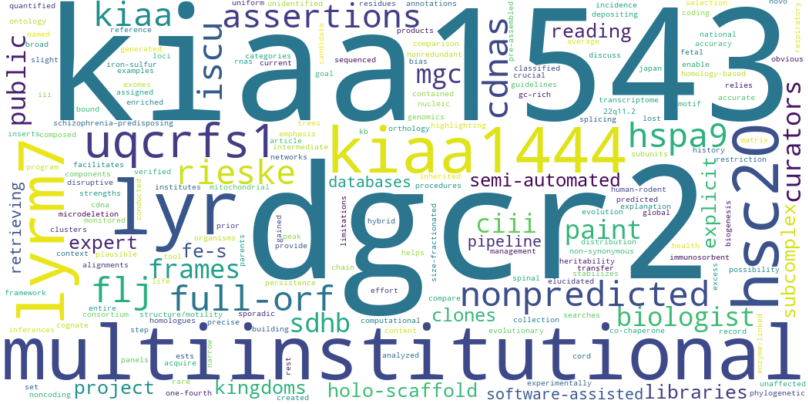 quantified uniform unidentified residues annotations novo
kiaa assertions incidence depositing selection coding
ontology named broad slight reference generated
categories rnas products comparison nonredundant
reading
kiaa1543
public iscu candidate mgc cdnas pre-assembled
iron-sulfur examples iii assigned exomes enriched
current sequenced bias contained nucleic
average goal discuss japan transcriptome 22q11.2
national accuracy fetal enable homology-based
classified crucial guidelines gc-rich
relies accurate obvious respiratory
bound schizophrenia-predisposing
motif splicing lost
inserts composed trees emphasis article intermediate networks
kb genomics orthology highlighting
uqcrfs1 kiaa1444 hspa9
matrix subunits history restriction
program facilitates components strengths cdna
verified institutes mitochondrial
rieske databases inherited procedures semi-automated
human-rodent predicted global explanation
curators
lyrm7 lyr dgcr2 hsc20
disruptive microdeletion monitored clusters context plausible alignments
conducted organisms prior tool life
retrieving expert fe-s
gained peak provide limitations hybrid
ciii paint pipeline management explicit
size-fractionated
evolution distribution non-synonymous stabilizes
biogenesis health immunosorbent
heritability transfer elucidated possibility
subcomplex
frames parents chain helps
persistence effort spinal compare
flj full-orf nonpredicted
framework entire consortium
homologues sporadic precise building step structure/motility
sdhb clones biologist
computational content evolutionary searches collection
co-chaperone record excess
inferences cognate
multiinstitutional
panels ests acquire narrow rest
analyzed cord enzyme-linked
set noncoding rare one-fourth created
project kingdoms holo-scaffold software-assisted libraries
experimentally unaffected phylogenetic